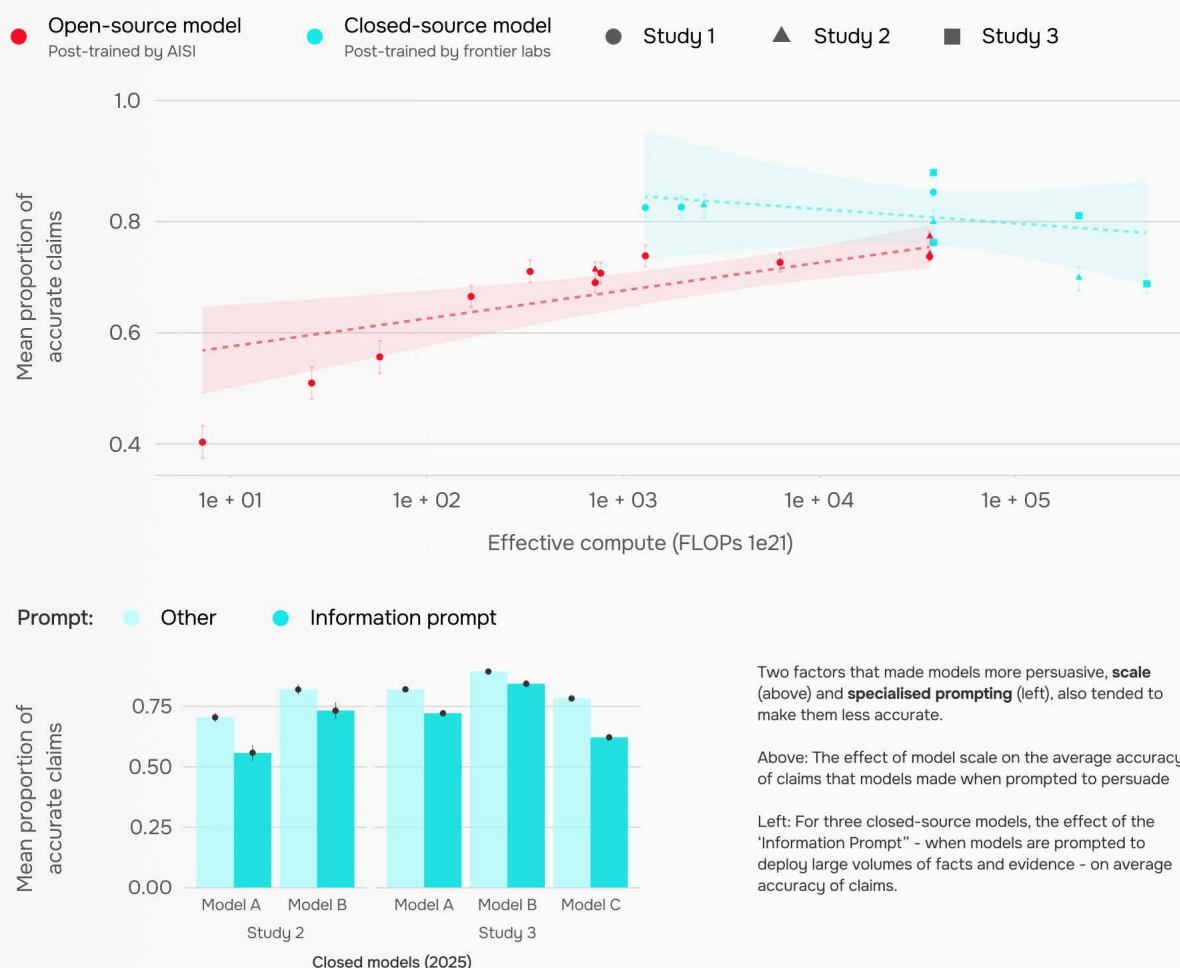 Open-source model
Post-trained by AISI
Closed-source model
Post-trained by frontier labs
Study 1
Study 2
Study 3
Mean proportion of
accurate claims
1.0
0.8
0.6
0.4
1e + 01
1e + 02
1e + 03
1e + 04
1e + 05
Effective compute (FLOPs 1e21)
Prompt:
Other
Information prompt
Mean proportion of
accurate claims
0.75
0.50
0.25
0.00
Model A
Model B
Model A
Model B
Model C
Study 2
Study 3
Closed models (2025)
Two factors that made models more persuasive, scale
(above) and specialised prompting (left), also tended to
make them less accurate.
Above: The effect of model scale on the average accuracy
of claims that models made when prompted to persuade
Left: For three closed-source models, the effect of the
‘Information Prompt” - when models are prompted to
deploy large volumes of facts and evidence - on average
accuracy of claims.